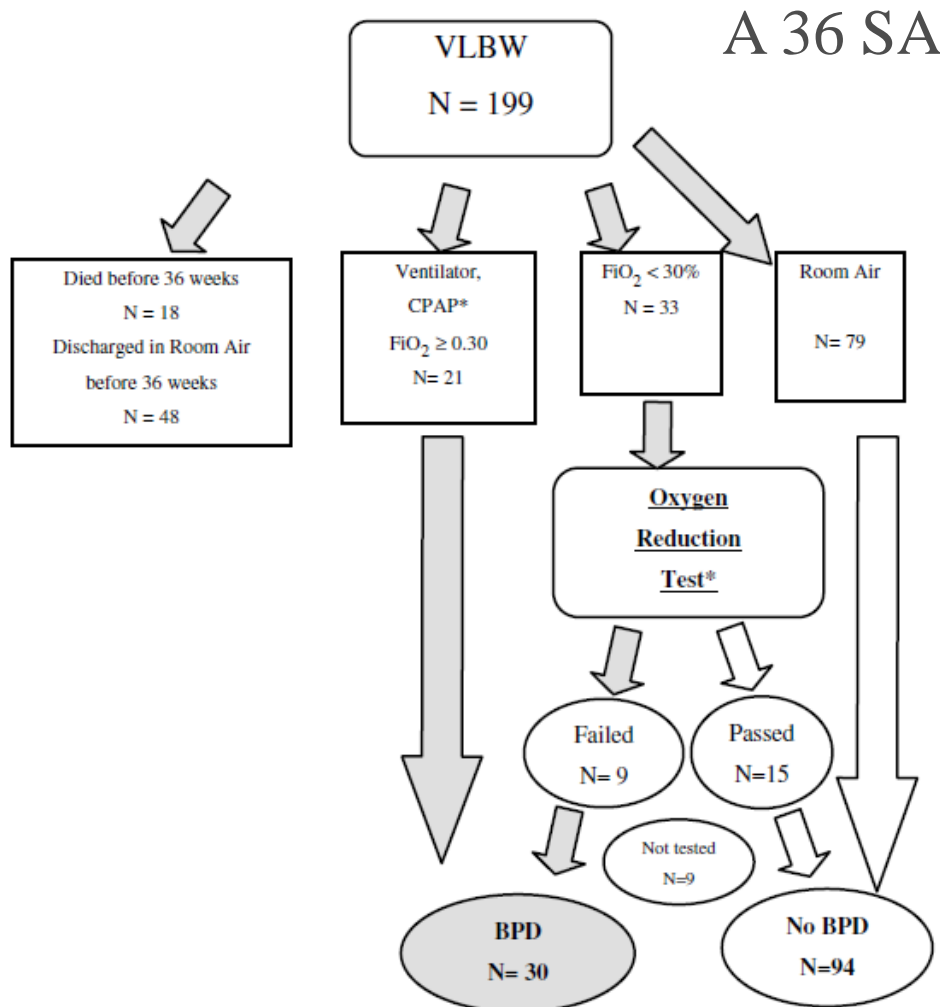 A 36 SA
VLBW
N = 199
Died before 36 weeks
N = 18
Discharged in Room Air
before 36 weeks
N = 48
Ventilator,
CPAP*
FiO2 ≥ 0.30
N= 21
FiO2 < 30%
N = 33
Room Air
N= 79
Oxygen
Reduction
Test*
Failed
N= 9
Passed
N=15
Not tested
N=9
BPD
N= 30
No BPD
N=94